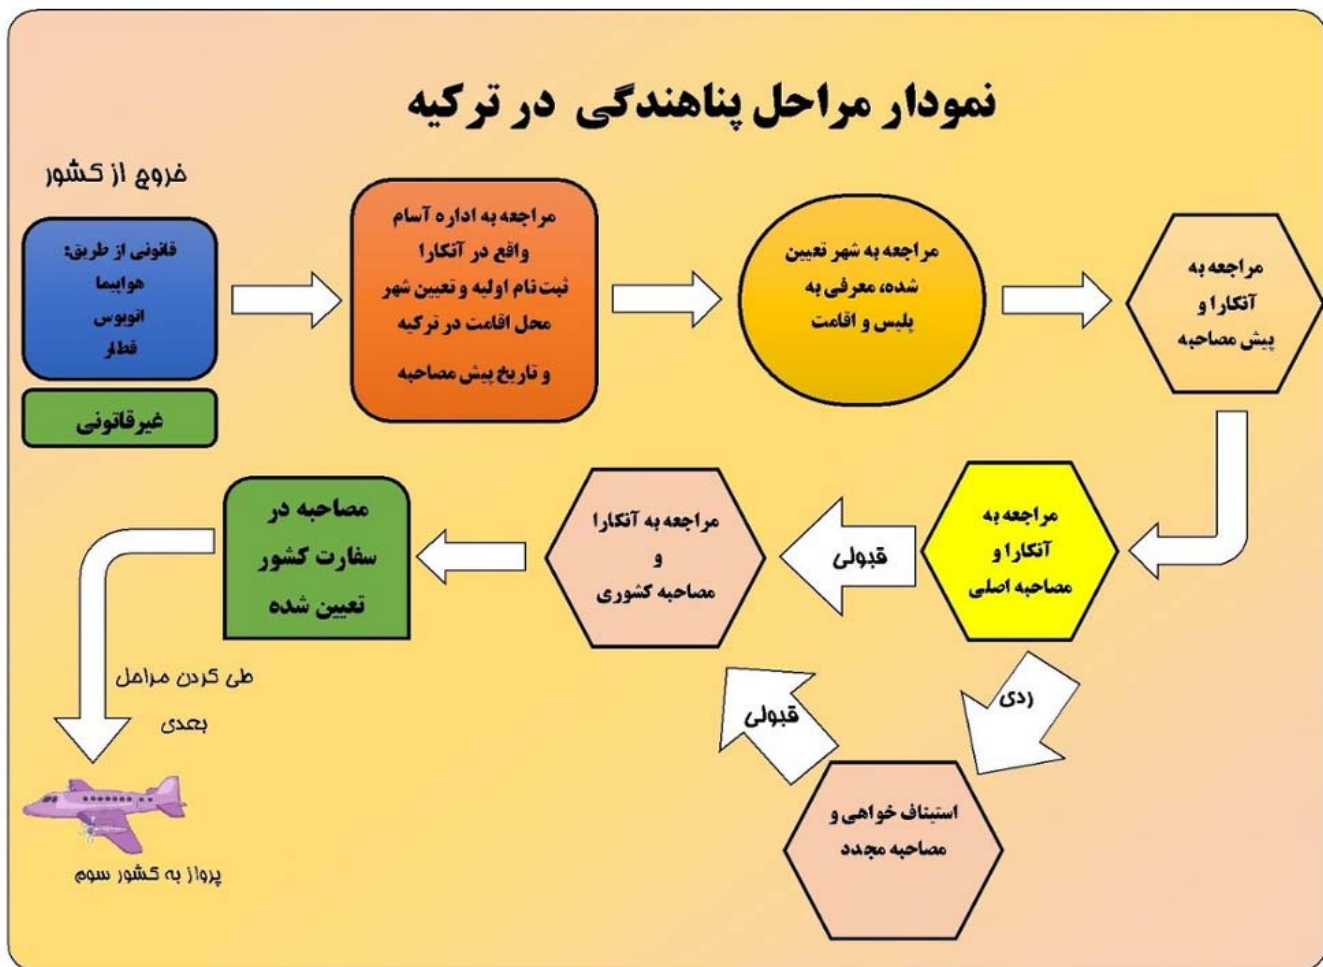 نمودار مراحل پناهندگی در ترکیه
خروج از کشور
قانونی از طریق:
هواپیما
اتوبوس
قطار
غیرقانونی
مراجعه به اداره آسام
واقع در آنکارا
ثبت نام اولیه و تعیین شهر
محل اقامت در ترکیه
و تاریخ پیش مصاحبه
مراجعه به شهر تعیین
شده، معرفی به
پلیس و اقامت
مراجعه به
آنکارا و
پیش مصاحبه
مراجعه به
آنکارا و
مصاحبه اصلی
قبولی
ردی
استیناف خواهی و
مصاحبه مجدد
قبولی
مراجعه به آنکارا
و
مصاحبه کشوری
مصاحبه در
سفارت کشور
تعیین شده
طی کردن مراحل
بعدی
پرواز به کشور سوم